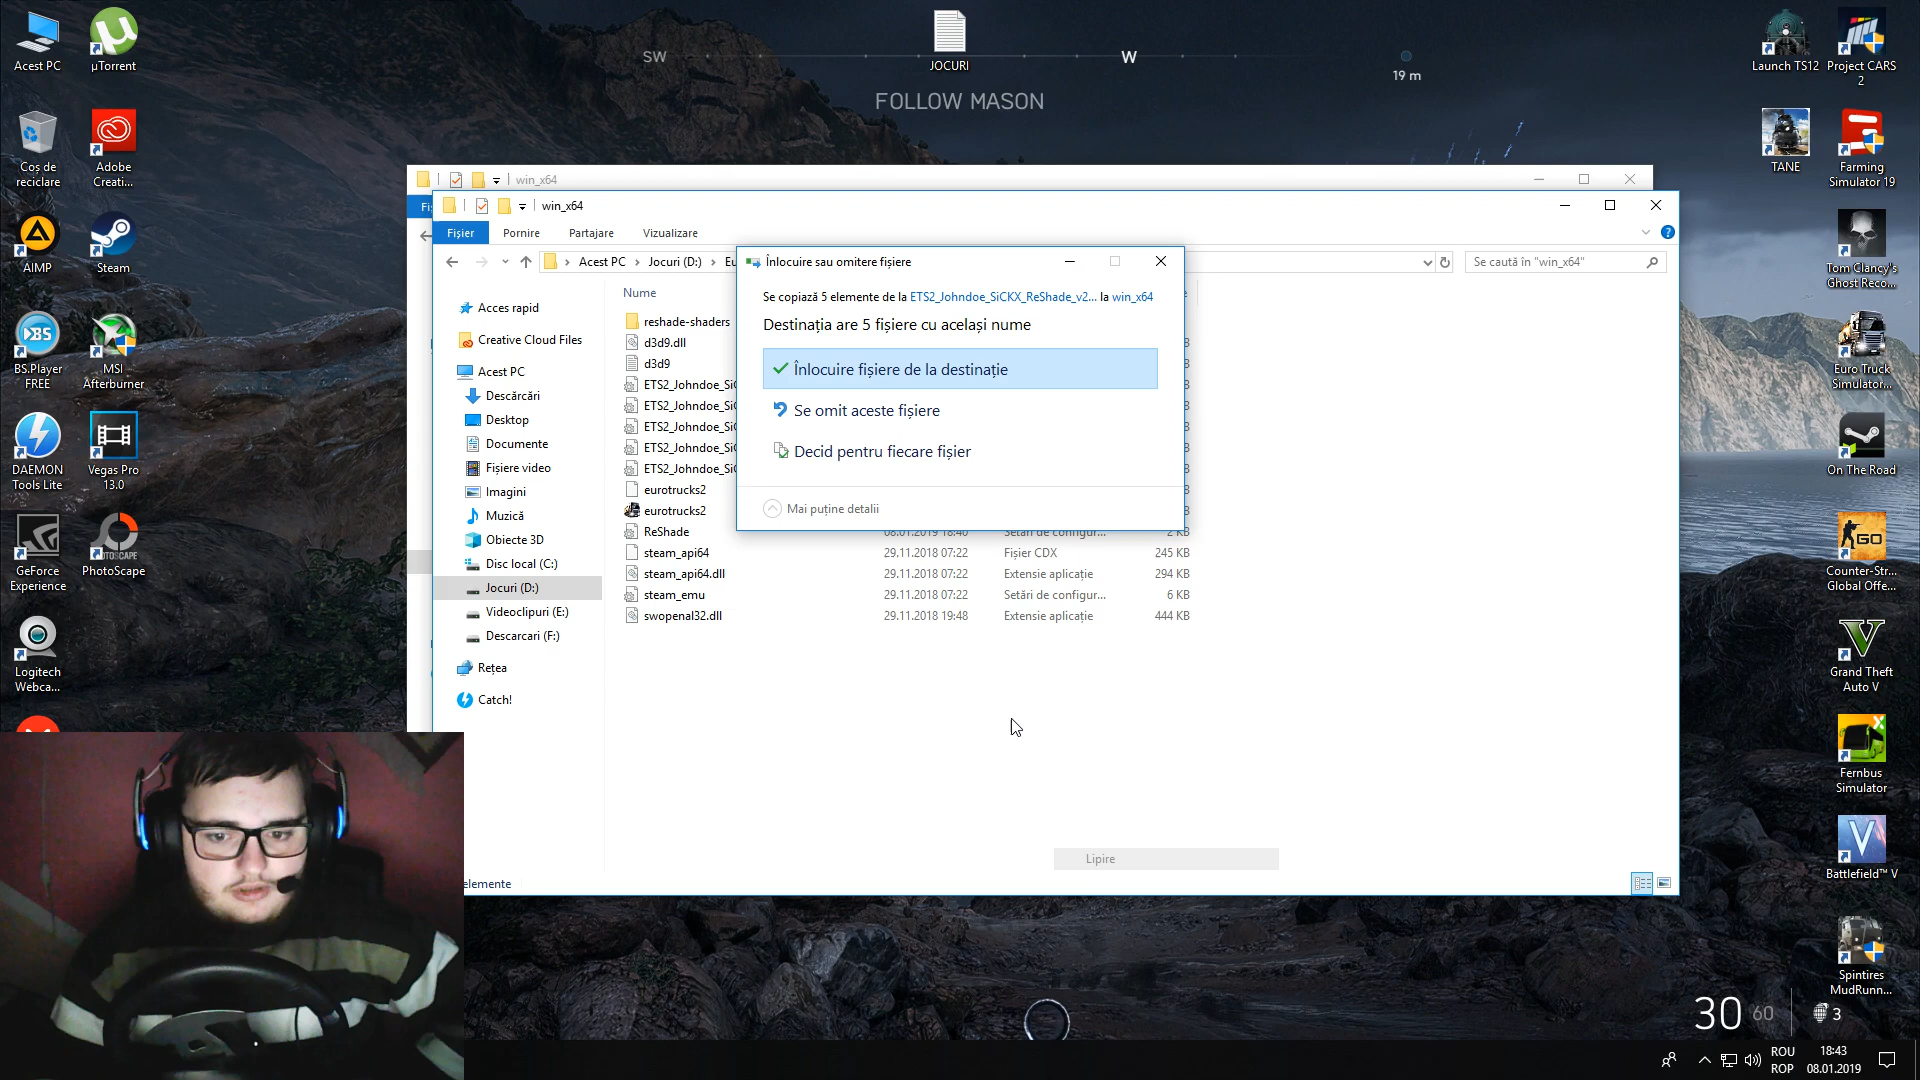 Acest PC
µTorrent
JOCURI
SW
W
19 m
FOLLOW MASON
Launch TS12
Project CARS
2
Coș de
reciclare
Adobe
Creati...
TANE
Farming
Simulator 19
AIMP
Steam
Tom Clancy's
Ghost Reco...
BS.Player
FREE
MSI
Afterburner
Euro Truck
Simulator...
DAEMON
Tools Lite
Vegas Pro
13.0
On The Road
GeForce
Experience
PhotoScape
Counter-Str...
Global Offe...
Logitech
Webca...
Grand Theft
Auto V
Fernbus
Simulator
Battlefield™ V
Spintires
MudRunn...
win_x64
win_x64
Fișier
Pornire
Partajare
Vizualizare
Acest PC
Jocuri (D:)
Se caută în "win_x64"
Acces rapid
Creative Cloud Files
Acest PC
Descărcări
Desktop
Documente
Fișiere video
Imagini
Muzică
Obiecte 3D
Disc local (C:)
Jocuri (D:)
Videoclipuri (E:)
Descarcari (F:)
Rețea
Catch!
Nume
reshade-shaders
d3d9.dll
d3d9
ETS2_Johndoe_SiC
ETS2_Johndoe_SiC
ETS2_Johndoe_SiC
ETS2_Johndoe_SiC
ETS2_Johndoe_SiC
eurotrucks2
eurotrucks2
ReShade 08.01.2019 18:40 Setări de configur... 2 KB
steam_api64 29.11.2018 07:22 Fișier CDX 245 KB
steam_api64.dll 29.11.2018 07:22 Extensie aplicație 294 KB
steam_emu 29.11.2018 07:22 Setări de configur... 6 KB
swopenal32.dll 29.11.2018 19:48 Extensie aplicație 444 KB
Înlocuire sau omitere fișiere
Se copiază 5 elemente de la ETS2_Johndoe_SiCKX_ReShade_v2... la win_x64
Destinația are 5 fișiere cu același nume
Înlocuire fișiere de la destinație
Se omit aceste fișiere
Decid pentru fiecare fișier
Mai puține detalii
Lipire
elemente
30 60
3
ROU
ROP
18:43
08.01.2019